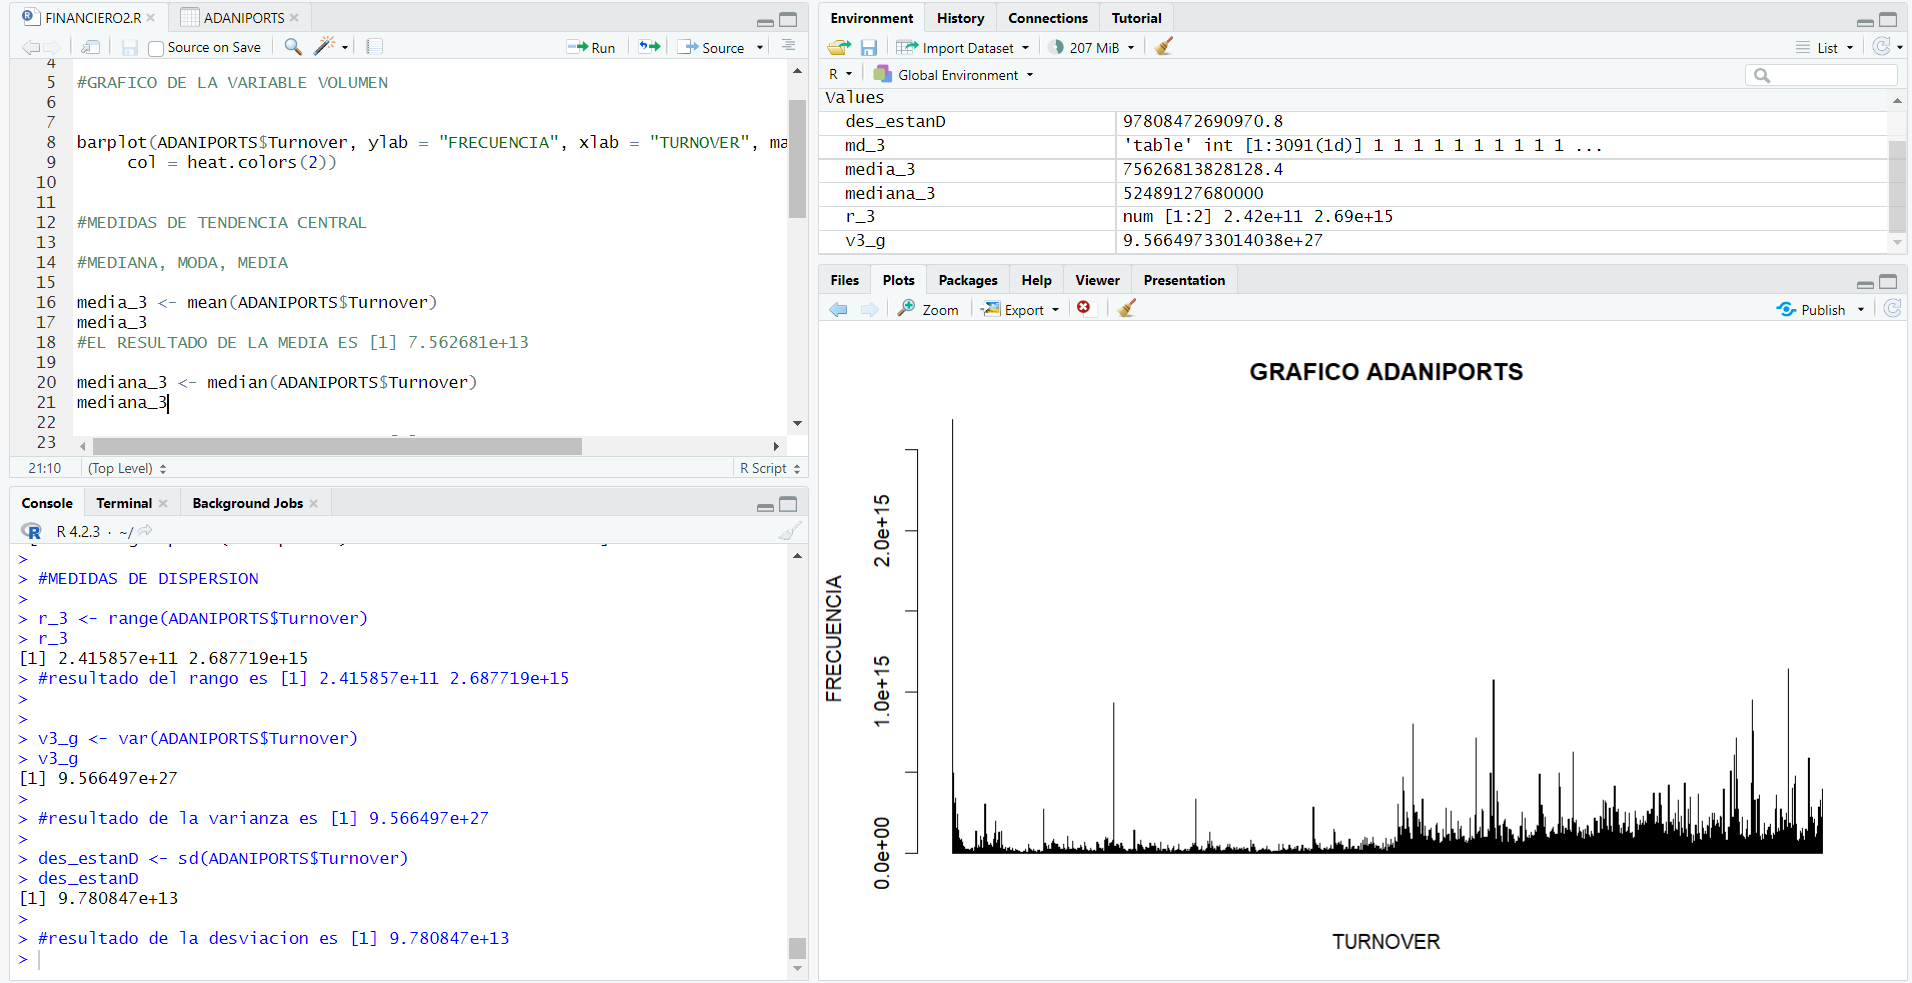 FINANCIERO2.R
ADANIPORTS
Source on Save
Run
Source
4
5 #GRAFICO DE LA VARIABLE VOLUMEN
6
7
8 barplot(ADANIPORTS$Turnover, ylab = "FRECUENCIA", xlab = "TURNOVER", ma
9 col = heat.colors(2))
10
11
12 #MEDIDAS DE TENDENCIA CENTRAL
13
14 #MEDIANA, MODA, MEDIA
15
16 media_3 <- mean(ADANIPORTS$Turnover)
17 media_3
18 #EL RESULTADO DE LA MEDIA ES [1] 7.562681e+13
19
20 mediana_3 <- median(ADANIPORTS$Turnover)
21 mediana_3
22
23
21:10 (Top Level) R Script
Console Terminal Background Jobs
R 4.2.3 · ~/
>
> #MEDIDAS DE DISPERSION
>
> r_3 <- range(ADANIPORTS$Turnover)
> r_3
[1] 2.415857e+11 2.687719e+15
> #resultado del rango es [1] 2.415857e+11 2.687719e+15
>
>
> v3_g <- var(ADANIPORTS$Turnover)
> v3_g
[1] 9.566497e+27
>
> #resultado de la varianza es [1] 9.566497e+27
>
> des_estanD <- sd(ADANIPORTS$Turnover)
> des_estanD
[1] 9.780847e+13
>
> #resultado de la desviacion es [1] 9.780847e+13
>
Environment History Connections Tutorial
Import Dataset 207 MiB List
R Global Environment
Values
des_estanD 97808472690970.8
md_3 'table' int [1:3091(1d)] 1 1 1 1 1 1 1 1 1 1 ...
media_3 75626813828128.4
mediana_3 52489127680000
r_3 num [1:2] 2.42e+11 2.69e+15
v3_g 9.56649733014038e+27
Files Plots Packages Help Viewer Presentation
Zoom Export Publish
GRAFICO ADANIPORTS
FRECUENCIA
2.0e+15
1.0e+15
0.0e+00
TURNOVER